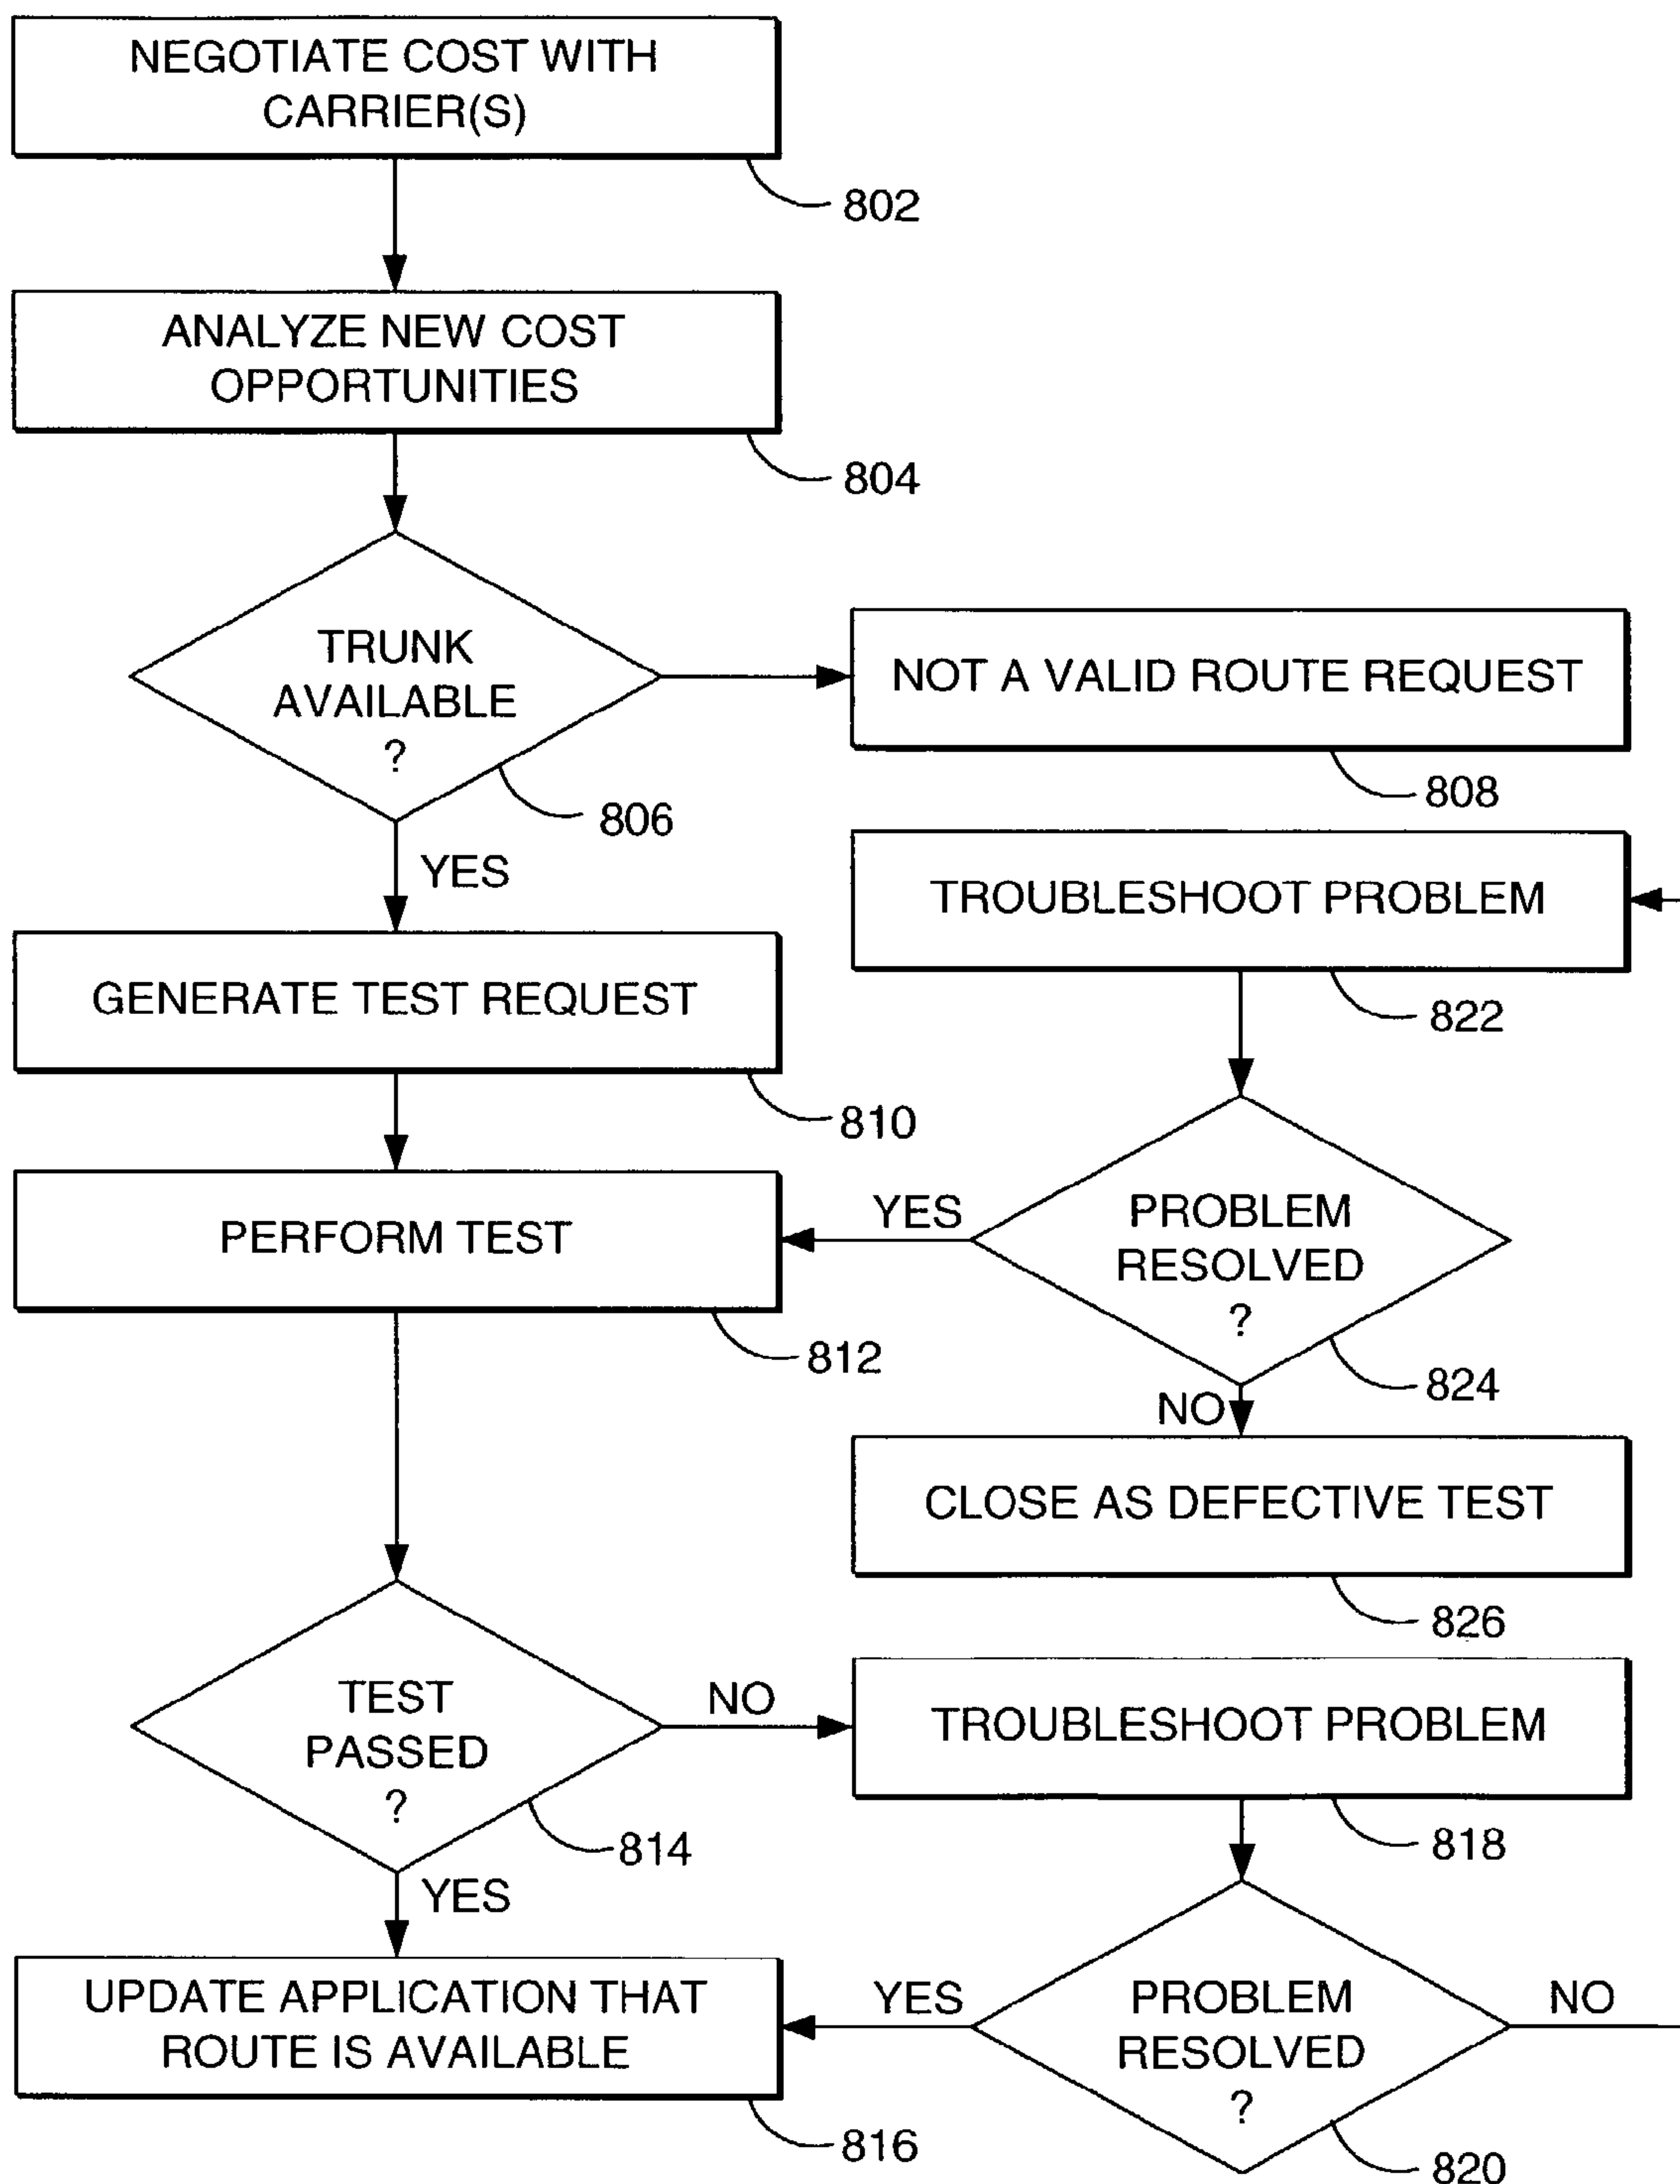 NEGOTIATE COST WITH
CARRIER(S)
802
ANALYZE NEW COST
OPPORTUNITIES
804
TRUNK
AVAILABLE
?
806
NOT A VALID ROUTE REQUEST
808
YES
TROUBLESHOOT PROBLEM
822
GENERATE TEST REQUEST
810
PERFORM TEST
812
YES
PROBLEM
RESOLVED
?
824
NO
CLOSE AS DEFECTIVE TEST
826
TEST
PASSED
?
814
NO
TROUBLESHOOT PROBLEM
818
YES
UPDATE APPLICATION THAT
ROUTE IS AVAILABLE
816
YES
PROBLEM
RESOLVED
?
820
NO